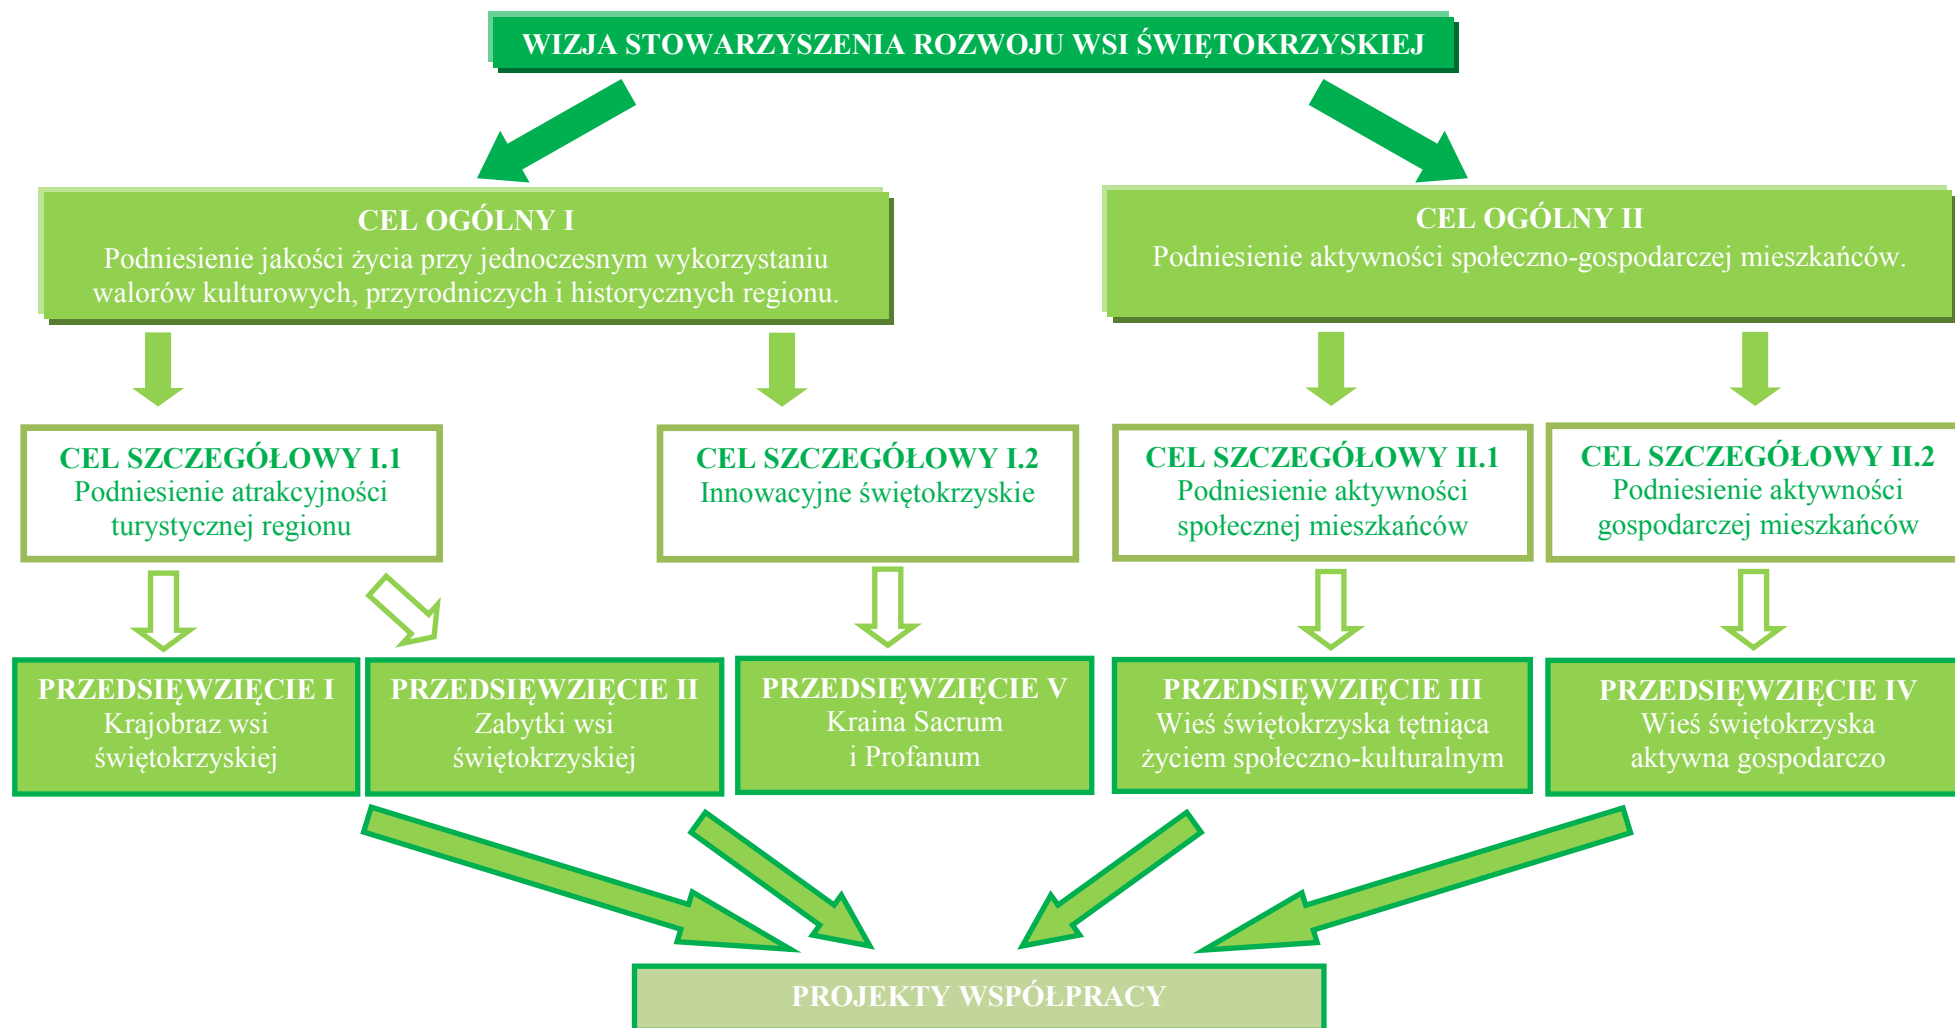 WIZJA STOWARZYSZENIA ROZWOJU WSI ŚWIĘTOKRZYSKIEJ
CEL OGÓLNY I
Podniesienie jakości życia przy jednoczesnym wykorzystaniu
walorów kulturowych, przyrodniczych i historycznych regionu.
CEL OGÓLNY II
Podniesienie aktywności społeczno-gospodarczej mieszkańców.
CEL SZCZEGÓŁOWY I.1
Podniesienie atrakcyjności
turystycznej regionu
CEL SZCZEGÓŁOWY I.2
Innowacyjne świętokrzyskie
CEL SZCZEGÓŁOWY II.1
Podniesienie aktywności
społecznej mieszkańców
CEL SZCZEGÓŁOWY II.2
Podniesienie aktywności
gospodarczej mieszkańców
PRZEDSIĘWZIĘCIE I
Krajobraz wsi
świętokrzyskiej
PRZEDSIĘWZIĘCIE II
Zabytki wsi
świętokrzyskiej
PRZEDSIĘWZIĘCIE V
Kraina Sacrum
i Profanum
PRZEDSIĘWZIĘCIE III
Wieś świętokrzyska tętniąca
życiem społeczno-kulturalnym
PRZEDSIĘWZIĘCIE IV
Wieś świętokrzyska
aktywna gospodarczo
PROJEKTY WSPÓŁPRACY